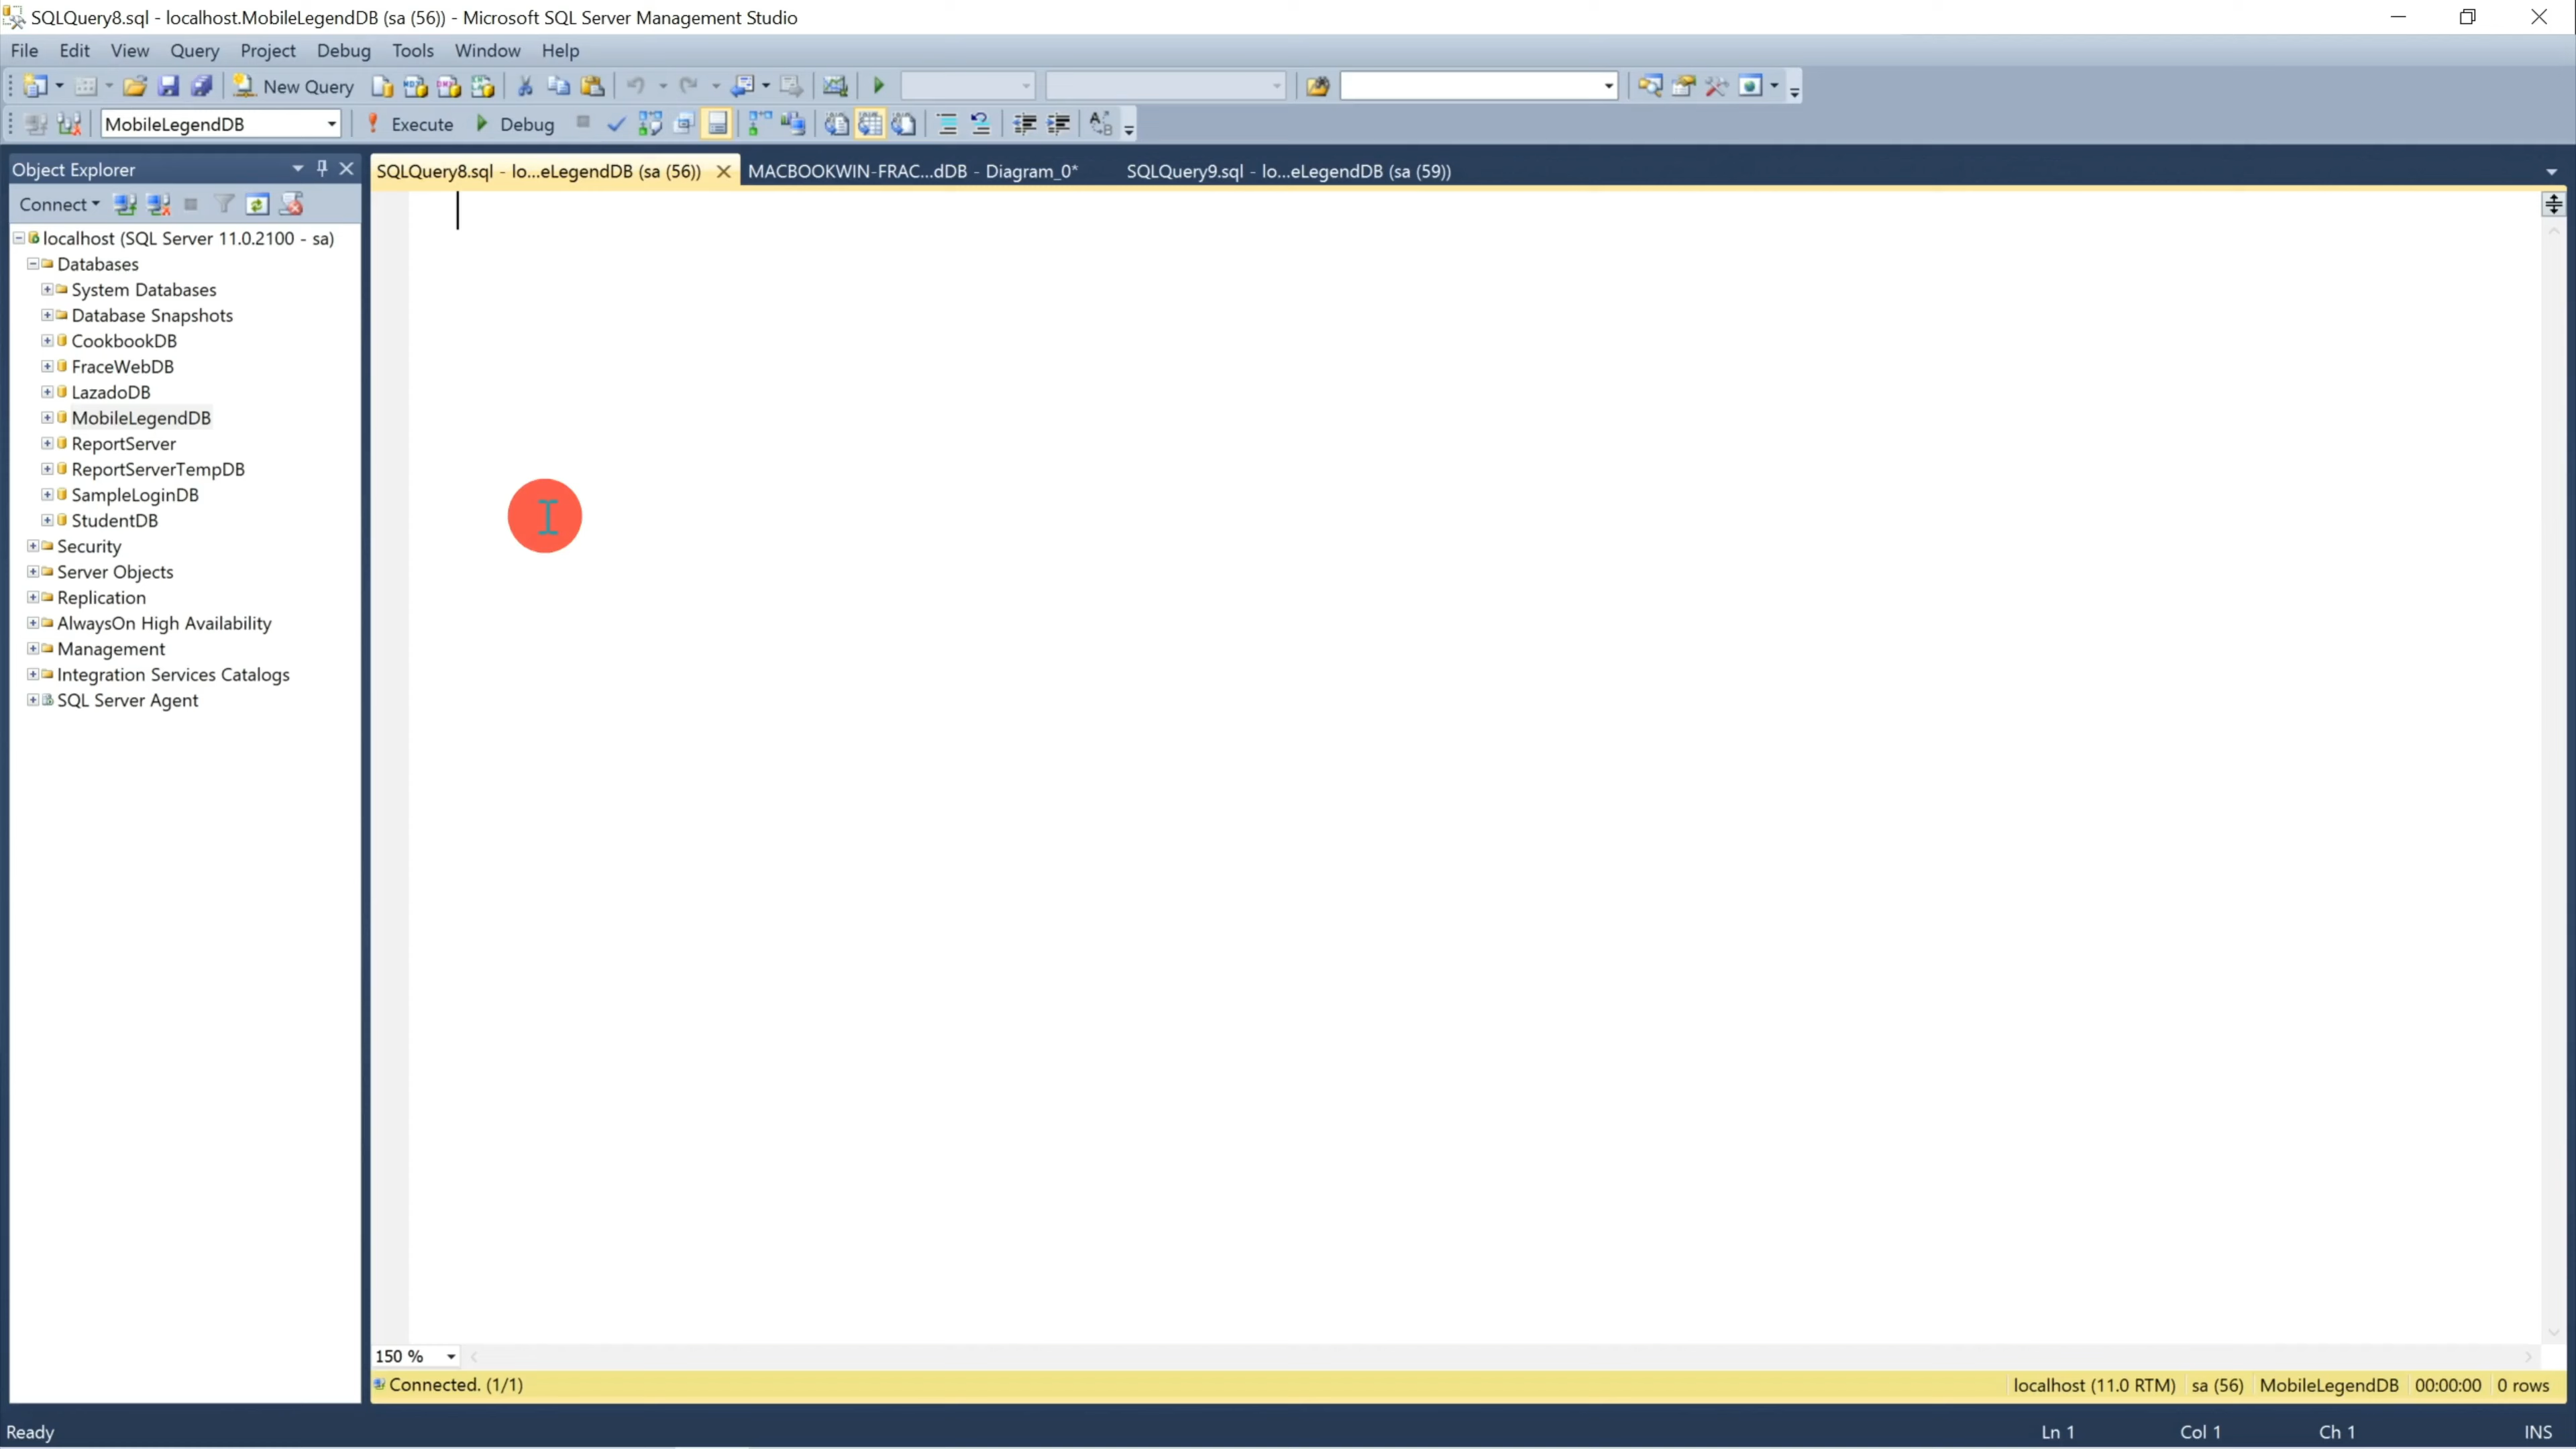 SQLQuery8.sql - localhost.MobileLegendDB (sa (56)) - Microsoft SQL Server Management Studio
File Edit View Query Project Debug Tools Window Help
New Query
MobileLegendDB Execute Debug
Object Explorer
SQLQuery8.sql - lo...eLegendDB (sa (56)) MACBOOKWIN-FRAC...dDB - Diagram_0* SQLQuery9.sql - lo...eLegendDB (sa (59))
Connect
localhost (SQL Server 11.0.2100 - sa)
Databases
System Databases
Database Snapshots
CookbookDB
FraceWebDB
LazadoDB
MobileLegendDB
ReportServer
ReportServerTempDB
SampleLoginDB
StudentDB
Security
Server Objects
Replication
AlwaysOn High Availability
Management
Integration Services Catalogs
SQL Server Agent
150 %
Connected. (1/1) localhost (11.0 RTM) sa (56) MobileLegendDB 00:00:00 0 rows
Ready Ln 1 Col 1 Ch 1 INS